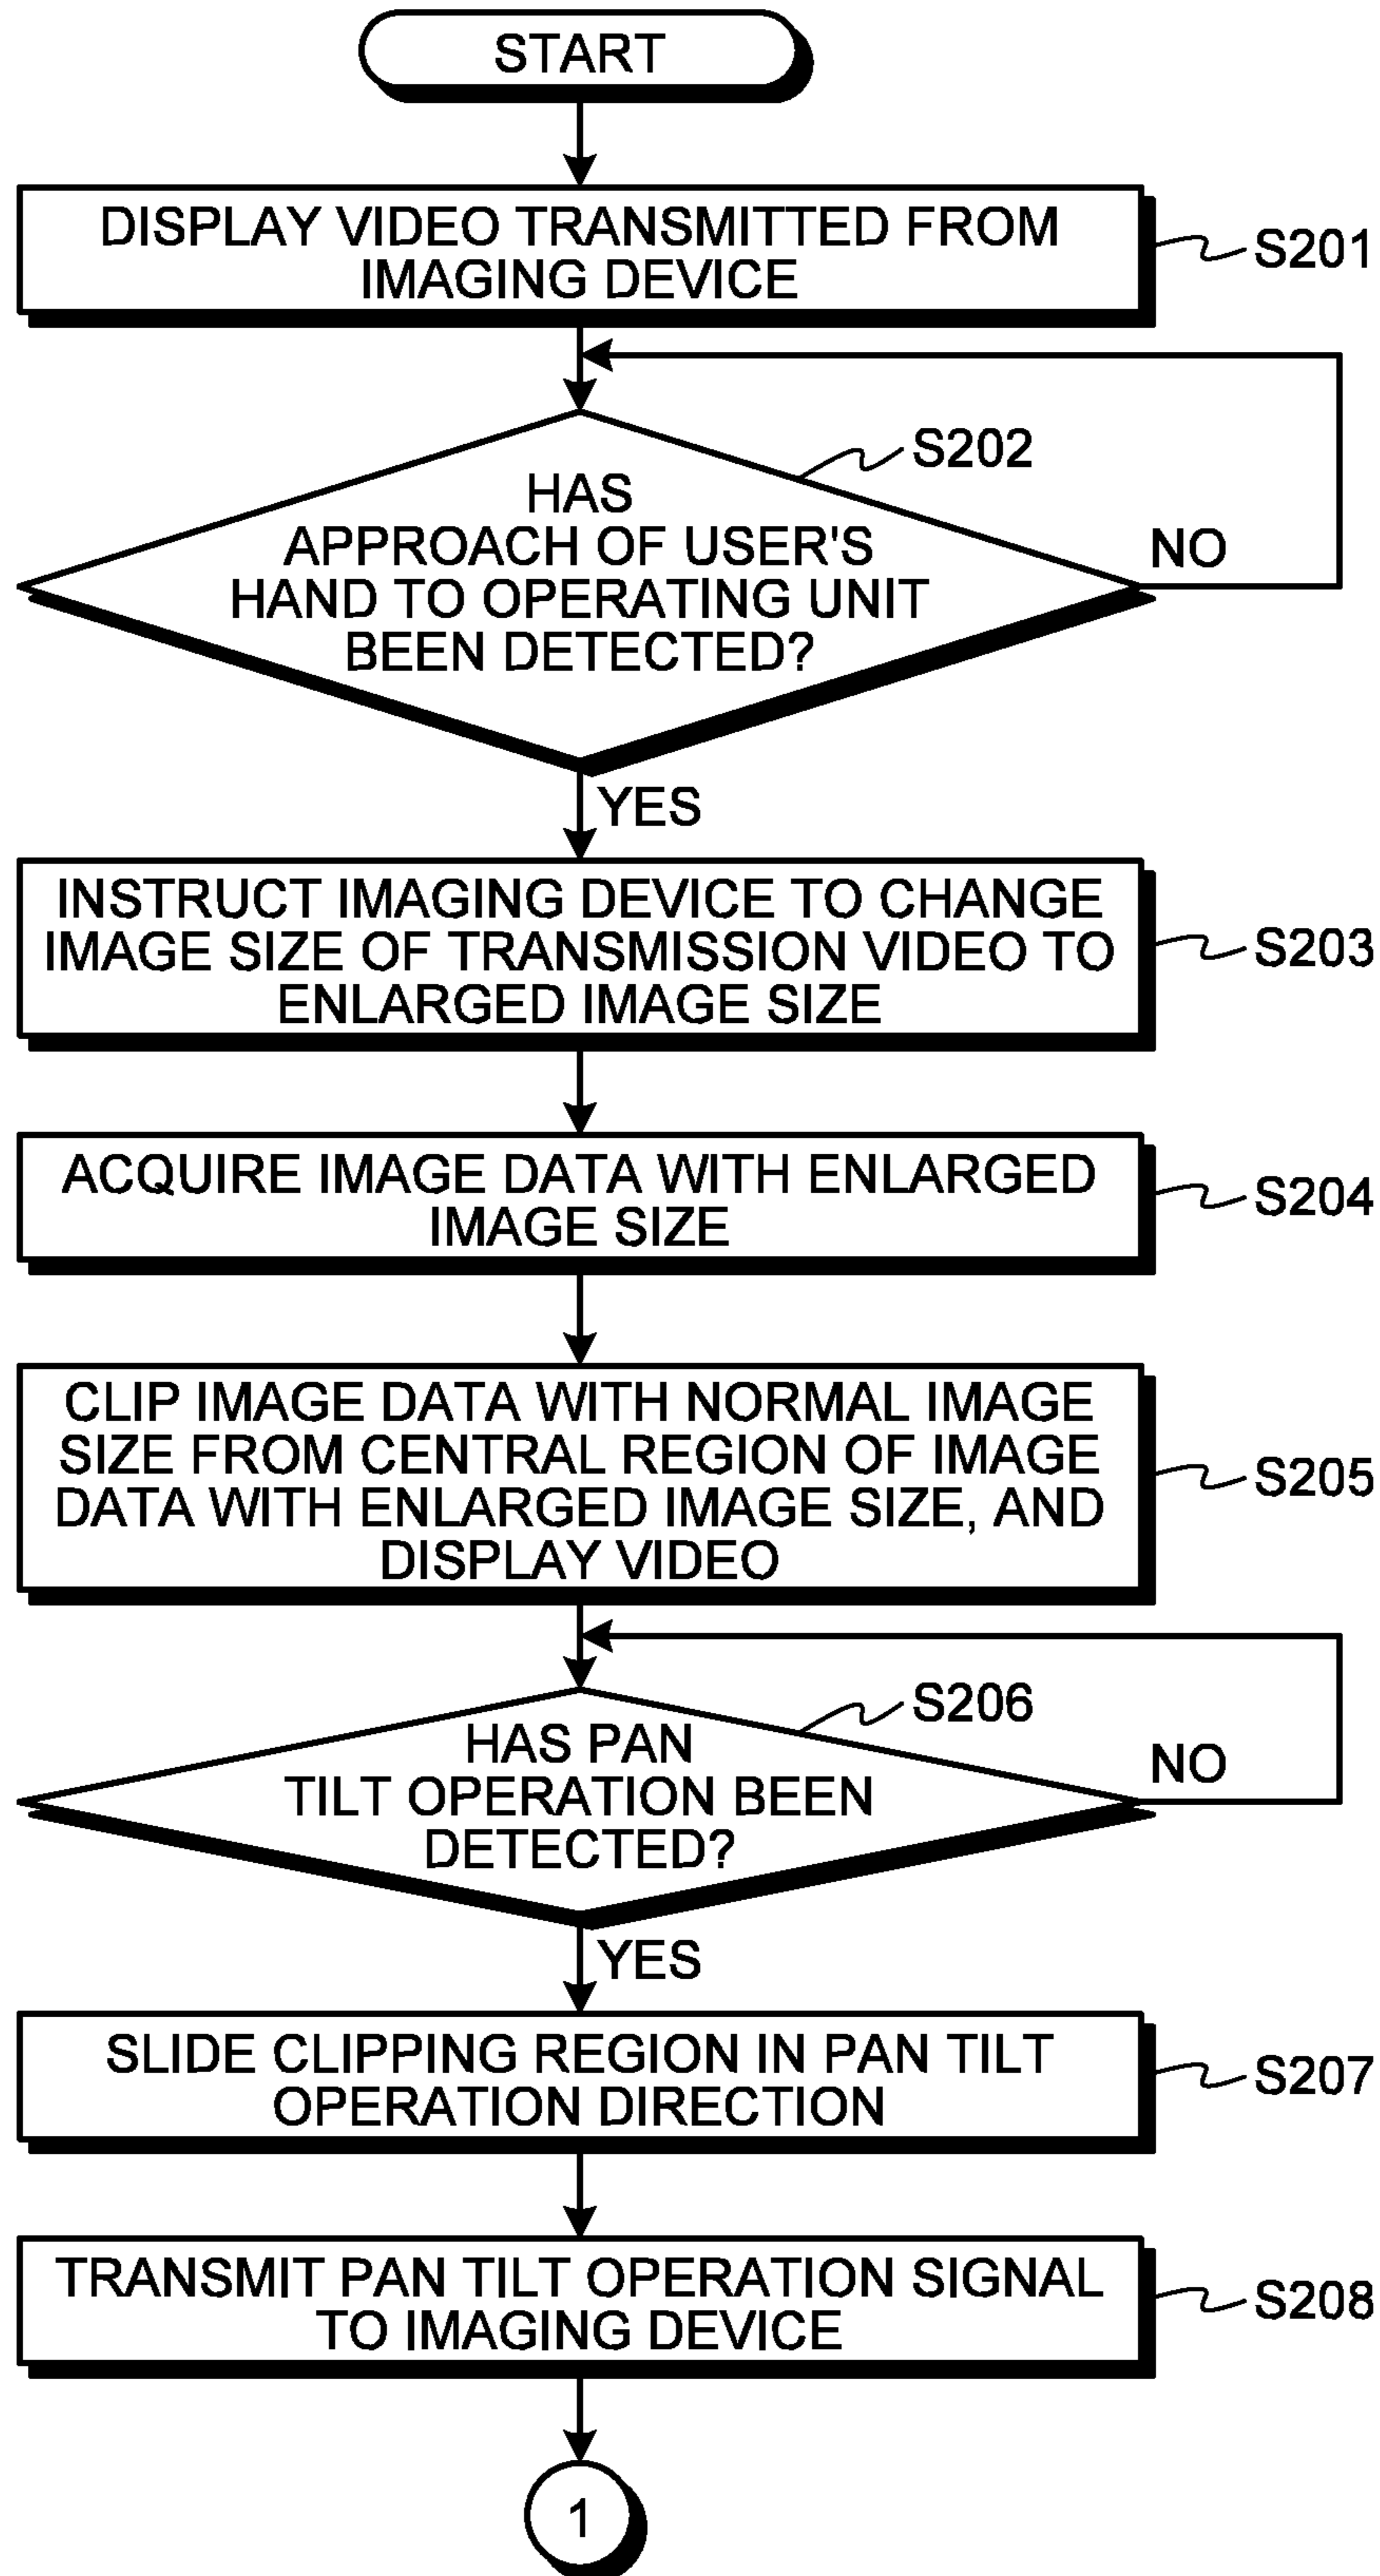 START
DISPLAY VIDEO TRANSMITTED FROM
IMAGING DEVICE
S201
S202
HAS
APPROACH OF USER'S
HAND TO OPERATING UNIT
BEEN DETECTED?
NO
YES
INSTRUCT IMAGING DEVICE TO CHANGE
IMAGE SIZE OF TRANSMISSION VIDEO TO
ENLARGED IMAGE SIZE
S203
ACQUIRE IMAGE DATA WITH ENLARGED
IMAGE SIZE
S204
CLIP IMAGE DATA WITH NORMAL IMAGE
SIZE FROM CENTRAL REGION OF IMAGE
DATA WITH ENLARGED IMAGE SIZE, AND
DISPLAY VIDEO
S205
S206
HAS PAN
TILT OPERATION BEEN
DETECTED?
NO
YES
SLIDE CLIPPING REGION IN PAN TILT
OPERATION DIRECTION
S207
TRANSMIT PAN TILT OPERATION SIGNAL
TO IMAGING DEVICE
S208
1